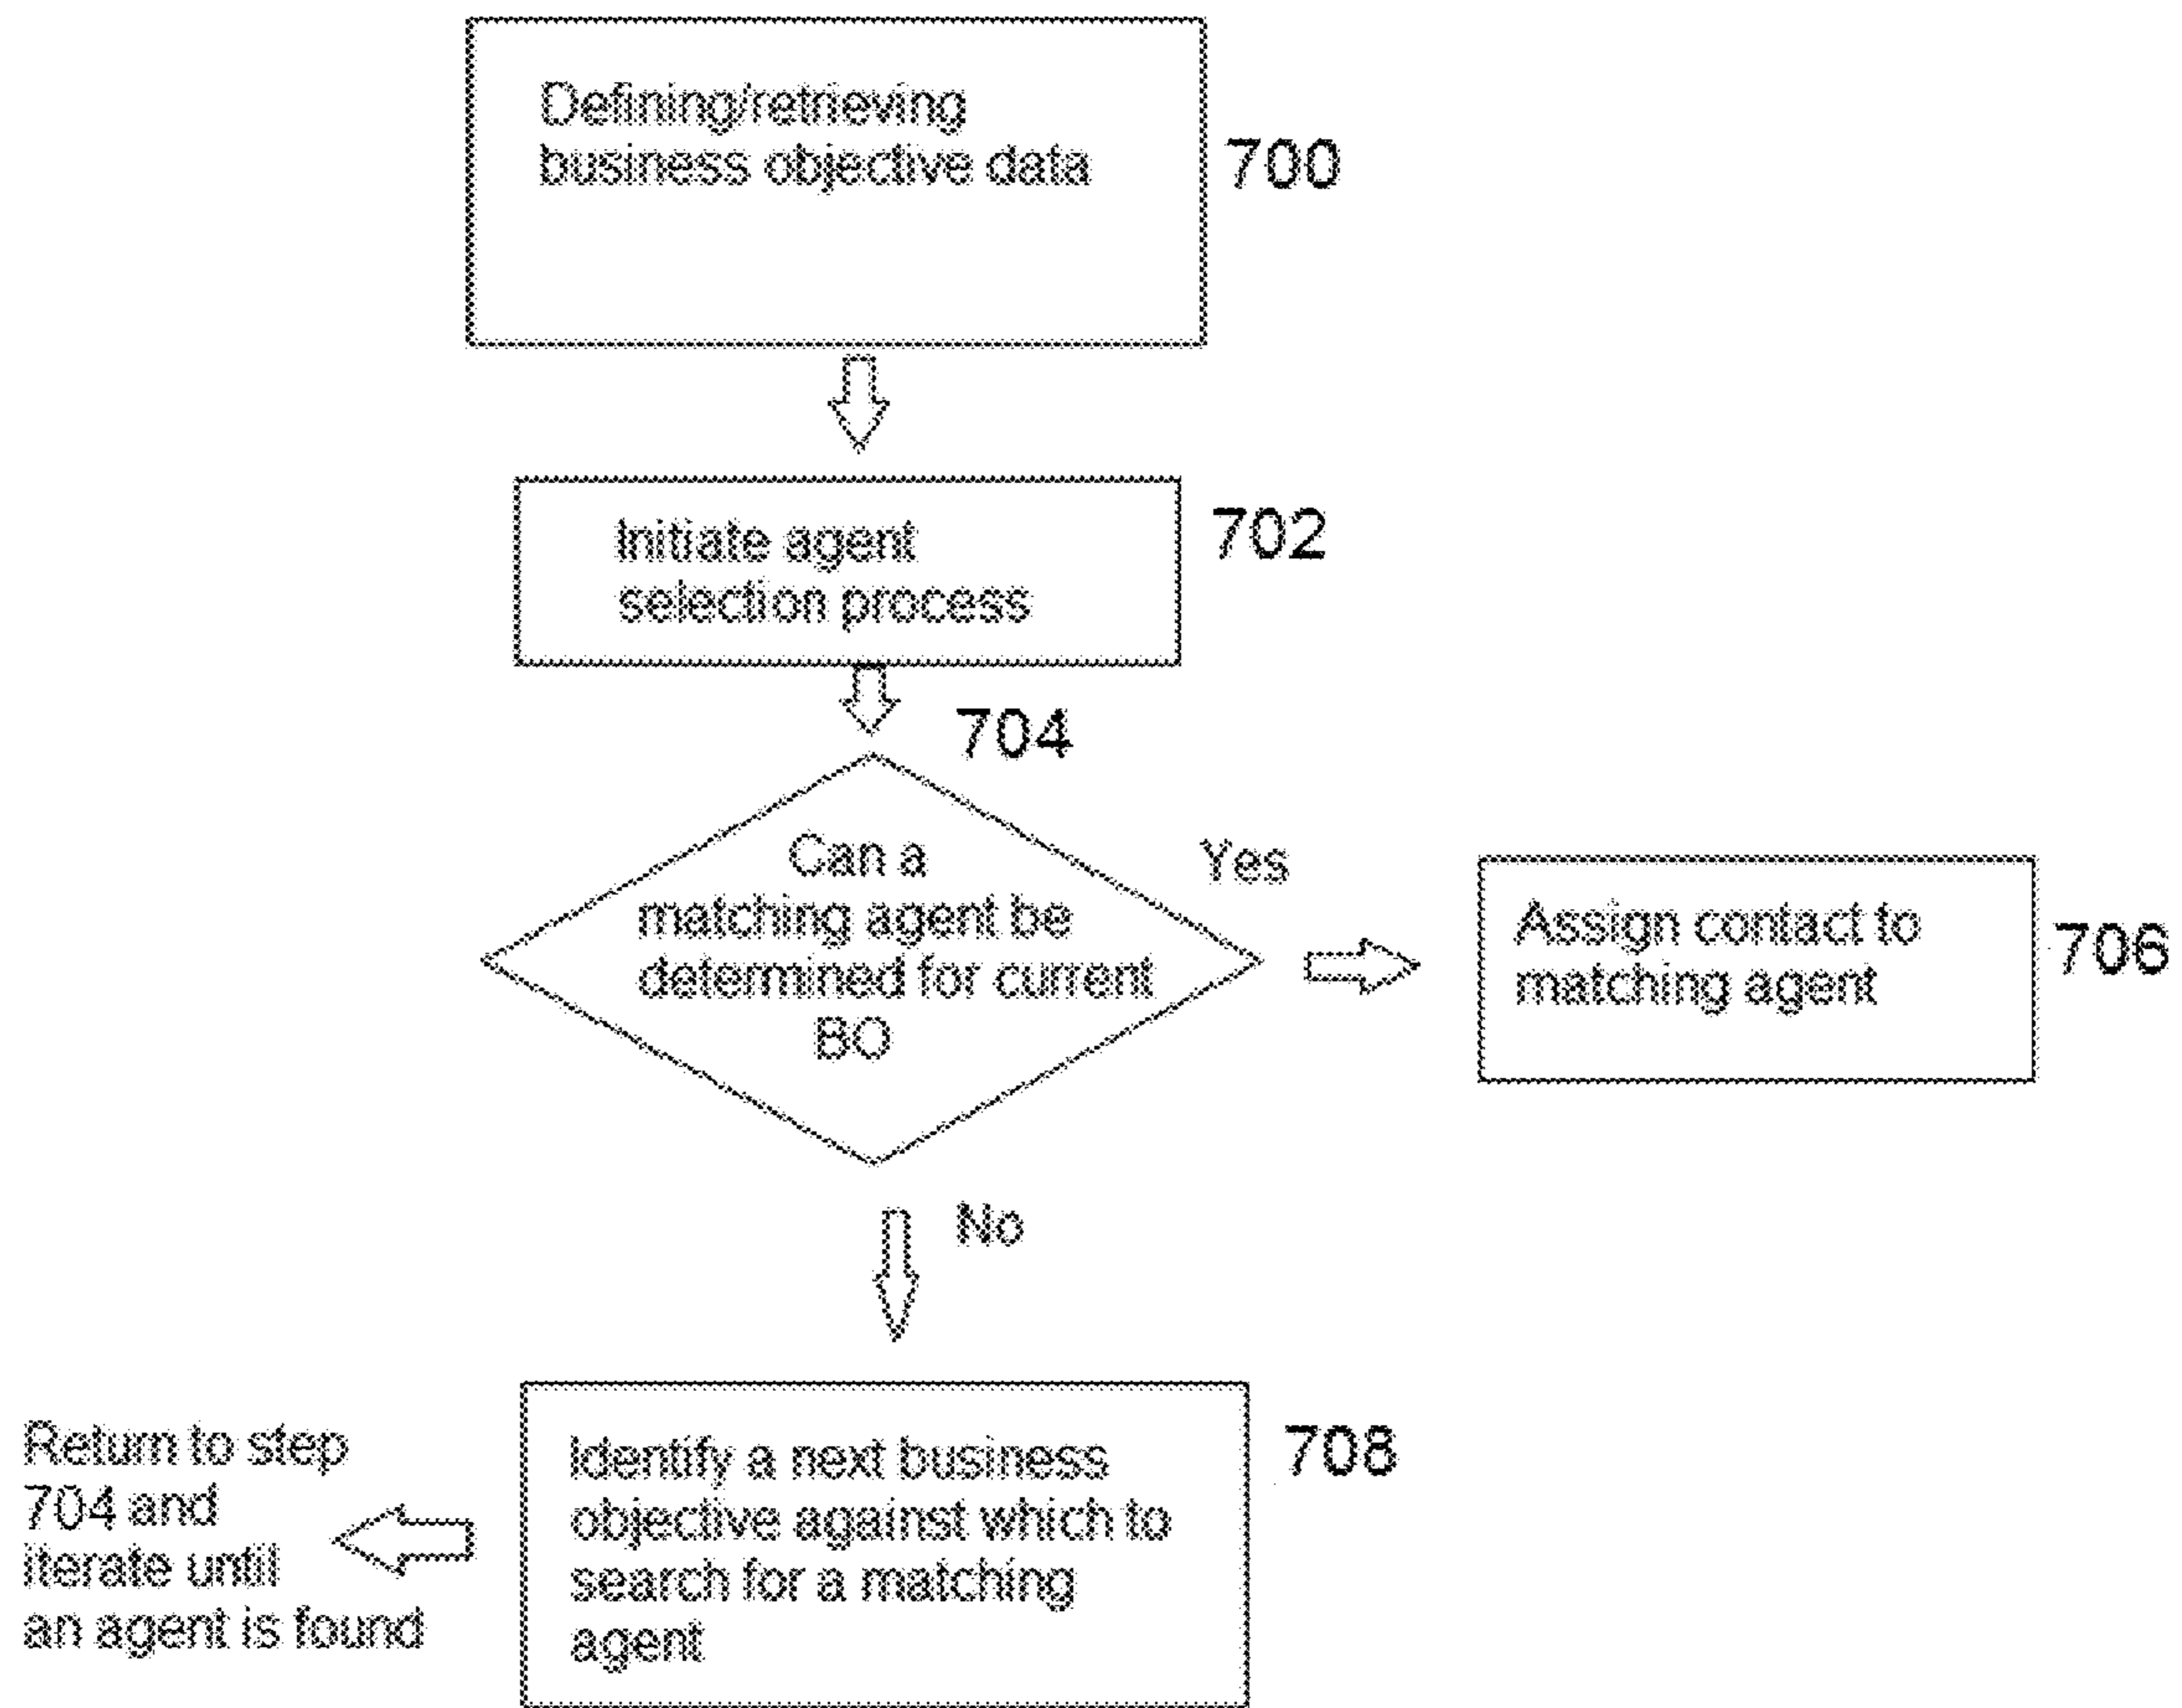 Defining/retrieving
business objective data
700
Initiate agent
selection process
702
704
Can a
matching agent be
determined for current
BO
Yes
Assign contact to
matching agent
706
No
Identify a next business
objective against which to
search for a matching
agent
708
Return to step
704 and
iterate until
an agent is found